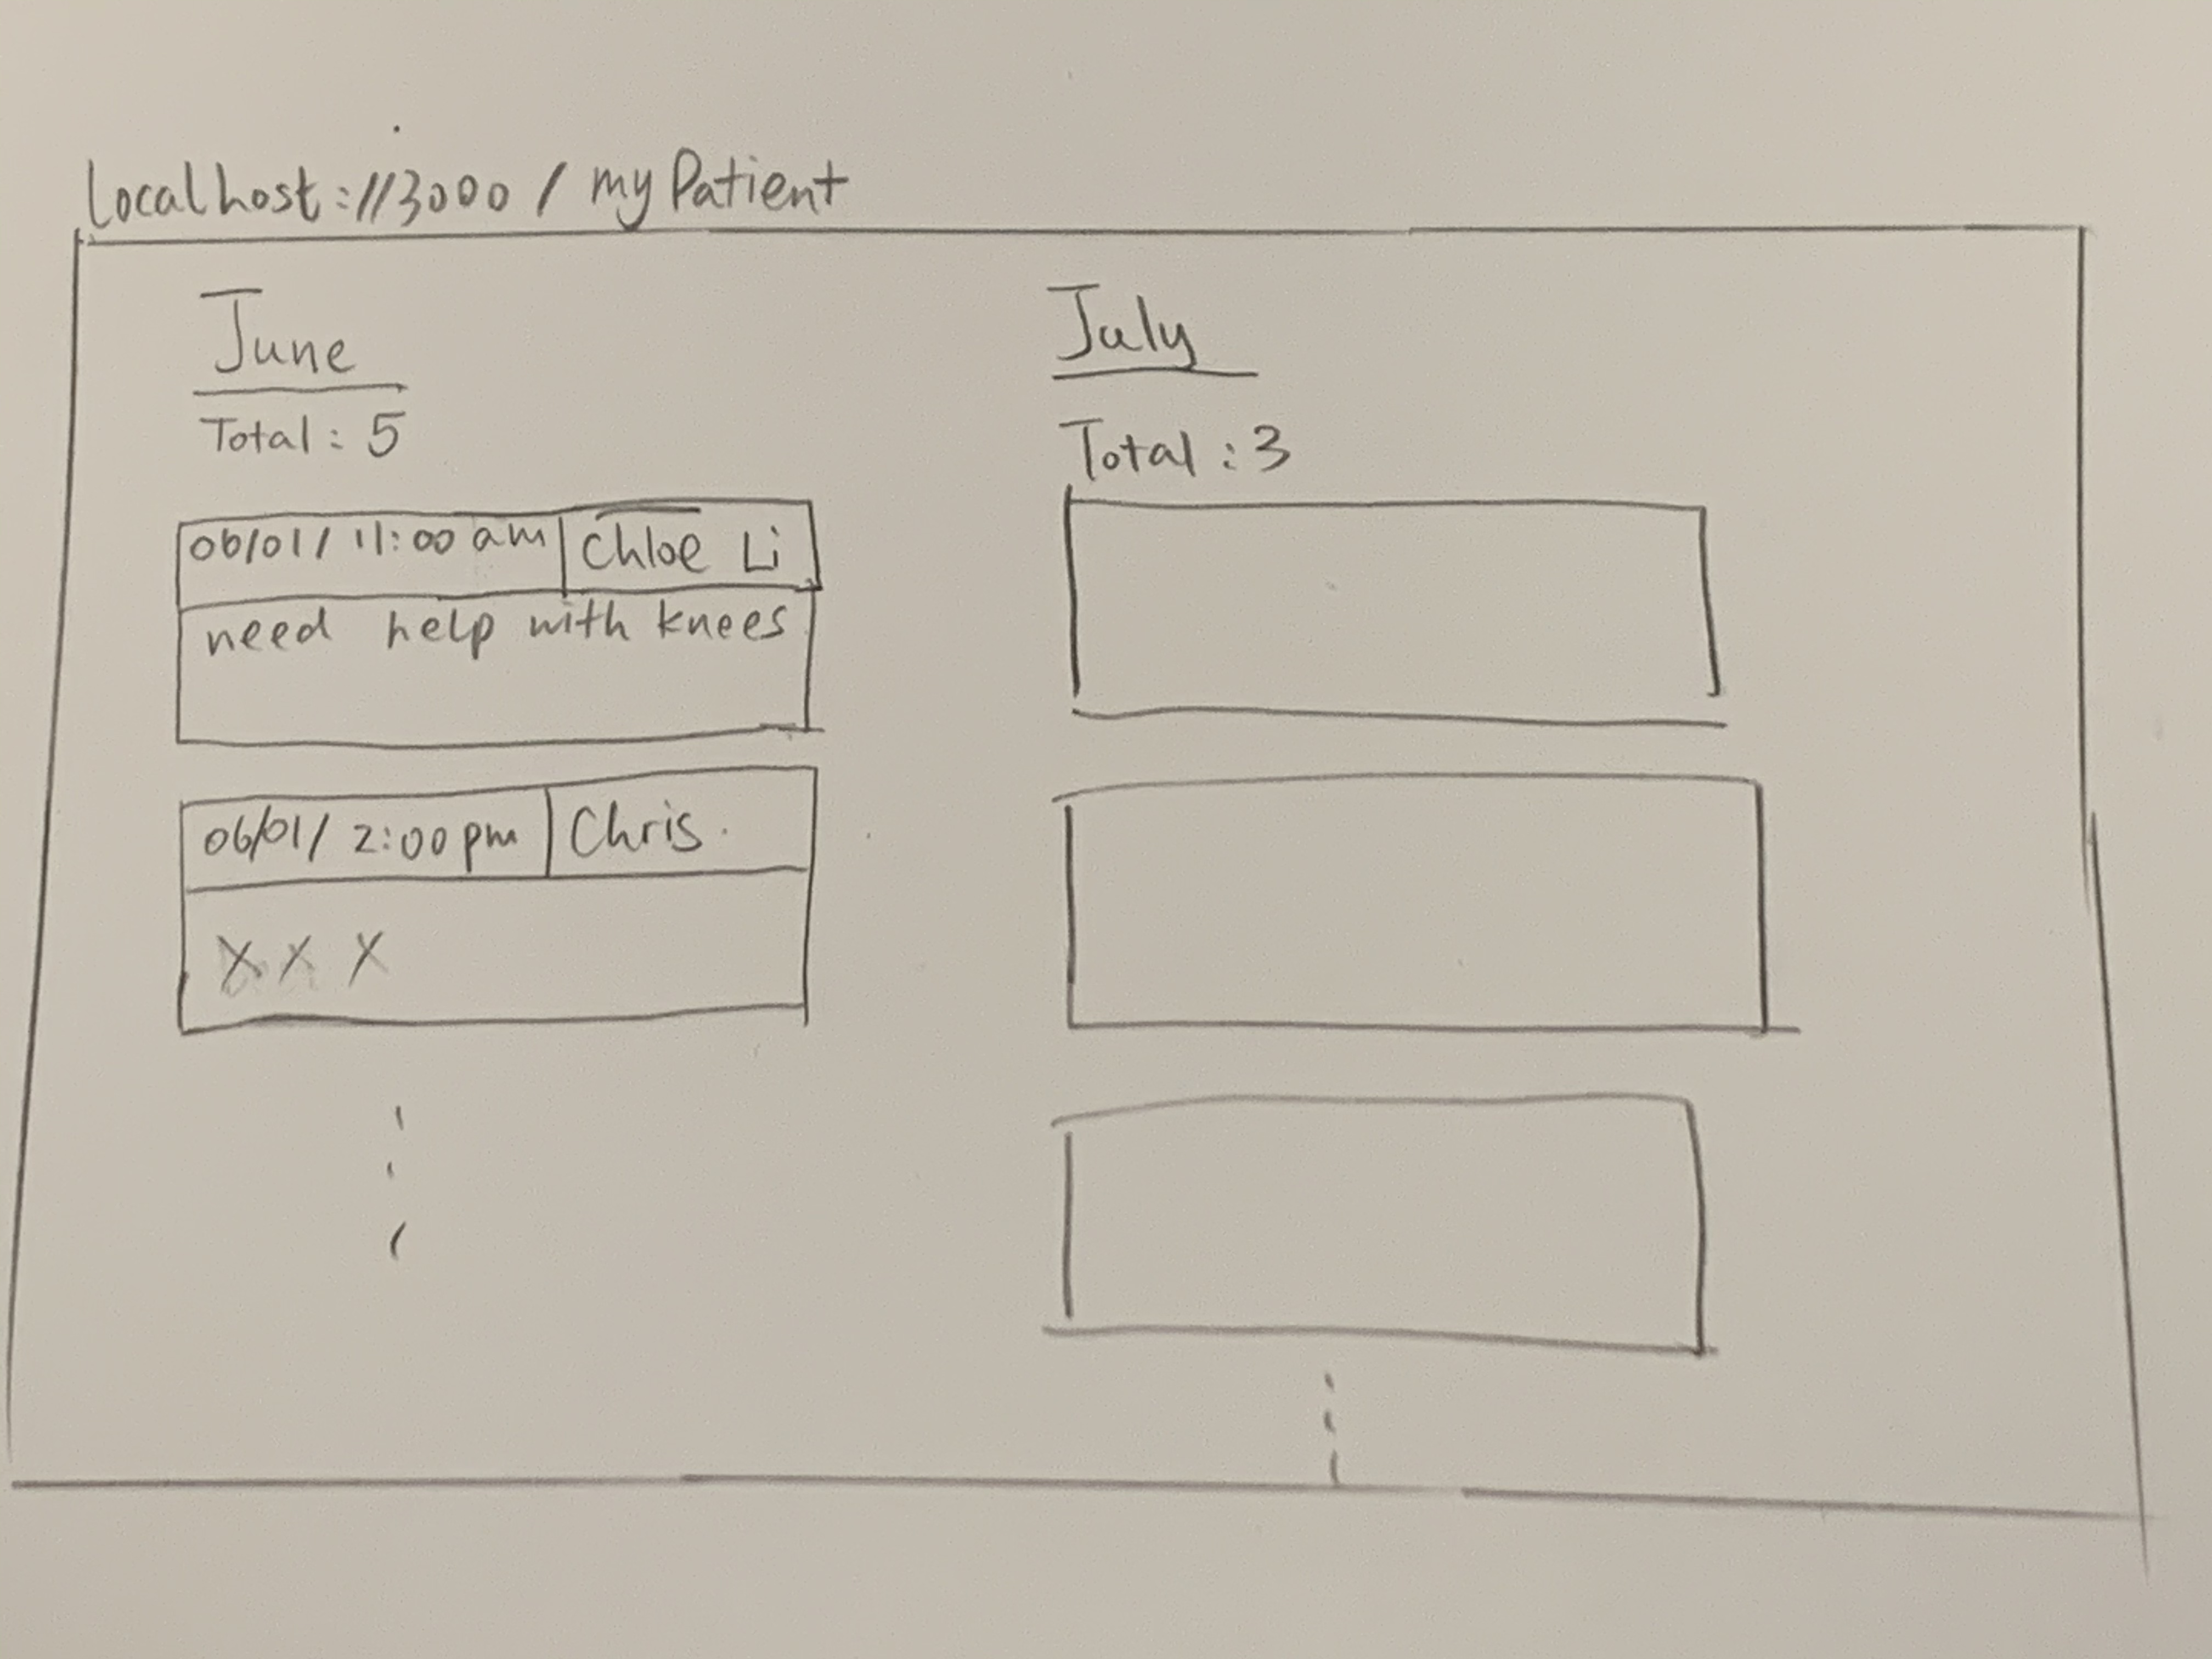 localhost://3000/myPatient
June
Total: 5
06/01/ 11:00 am Chloe Li
need help with knees
06/01/ 2:00 pm Chris.
X X X
July
Total: 3